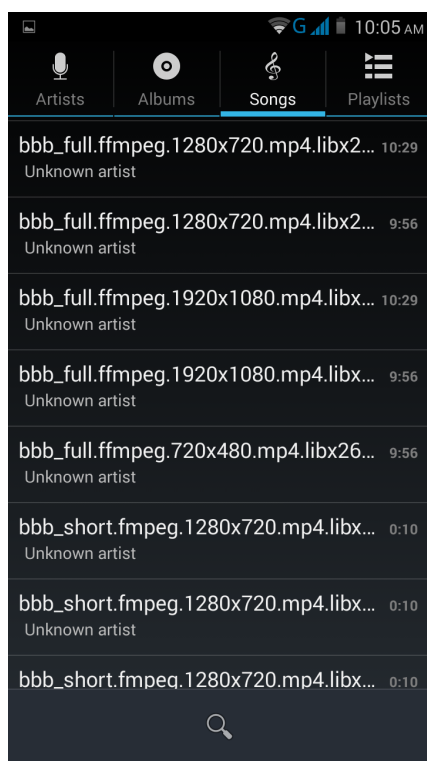 G 10:05 AM
Artists Albums Songs Playlists
bbb_full.ffmpeg.1280x720.mp4.libx2... 10:29
Unknown artist
bbb_full.ffmpeg.1280x720.mp4.libx2... 9:56
Unknown artist
bbb_full.ffmpeg.1920x1080.mp4.libx... 10:29
Unknown artist
bbb_full.ffmpeg.1920x1080.mp4.libx... 9:56
Unknown artist
bbb_full.ffmpeg.720x480.mp4.libx26... 9:56
Unknown artist
bbb_short.fmpeg.1280x720.mp4.libx... 0:10
Unknown artist
bbb_short.fmpeg.1280x720.mp4.libx... 0:10
Unknown artist
bbb_short.fmpeg.1280x720.mp4.libx... 0:10